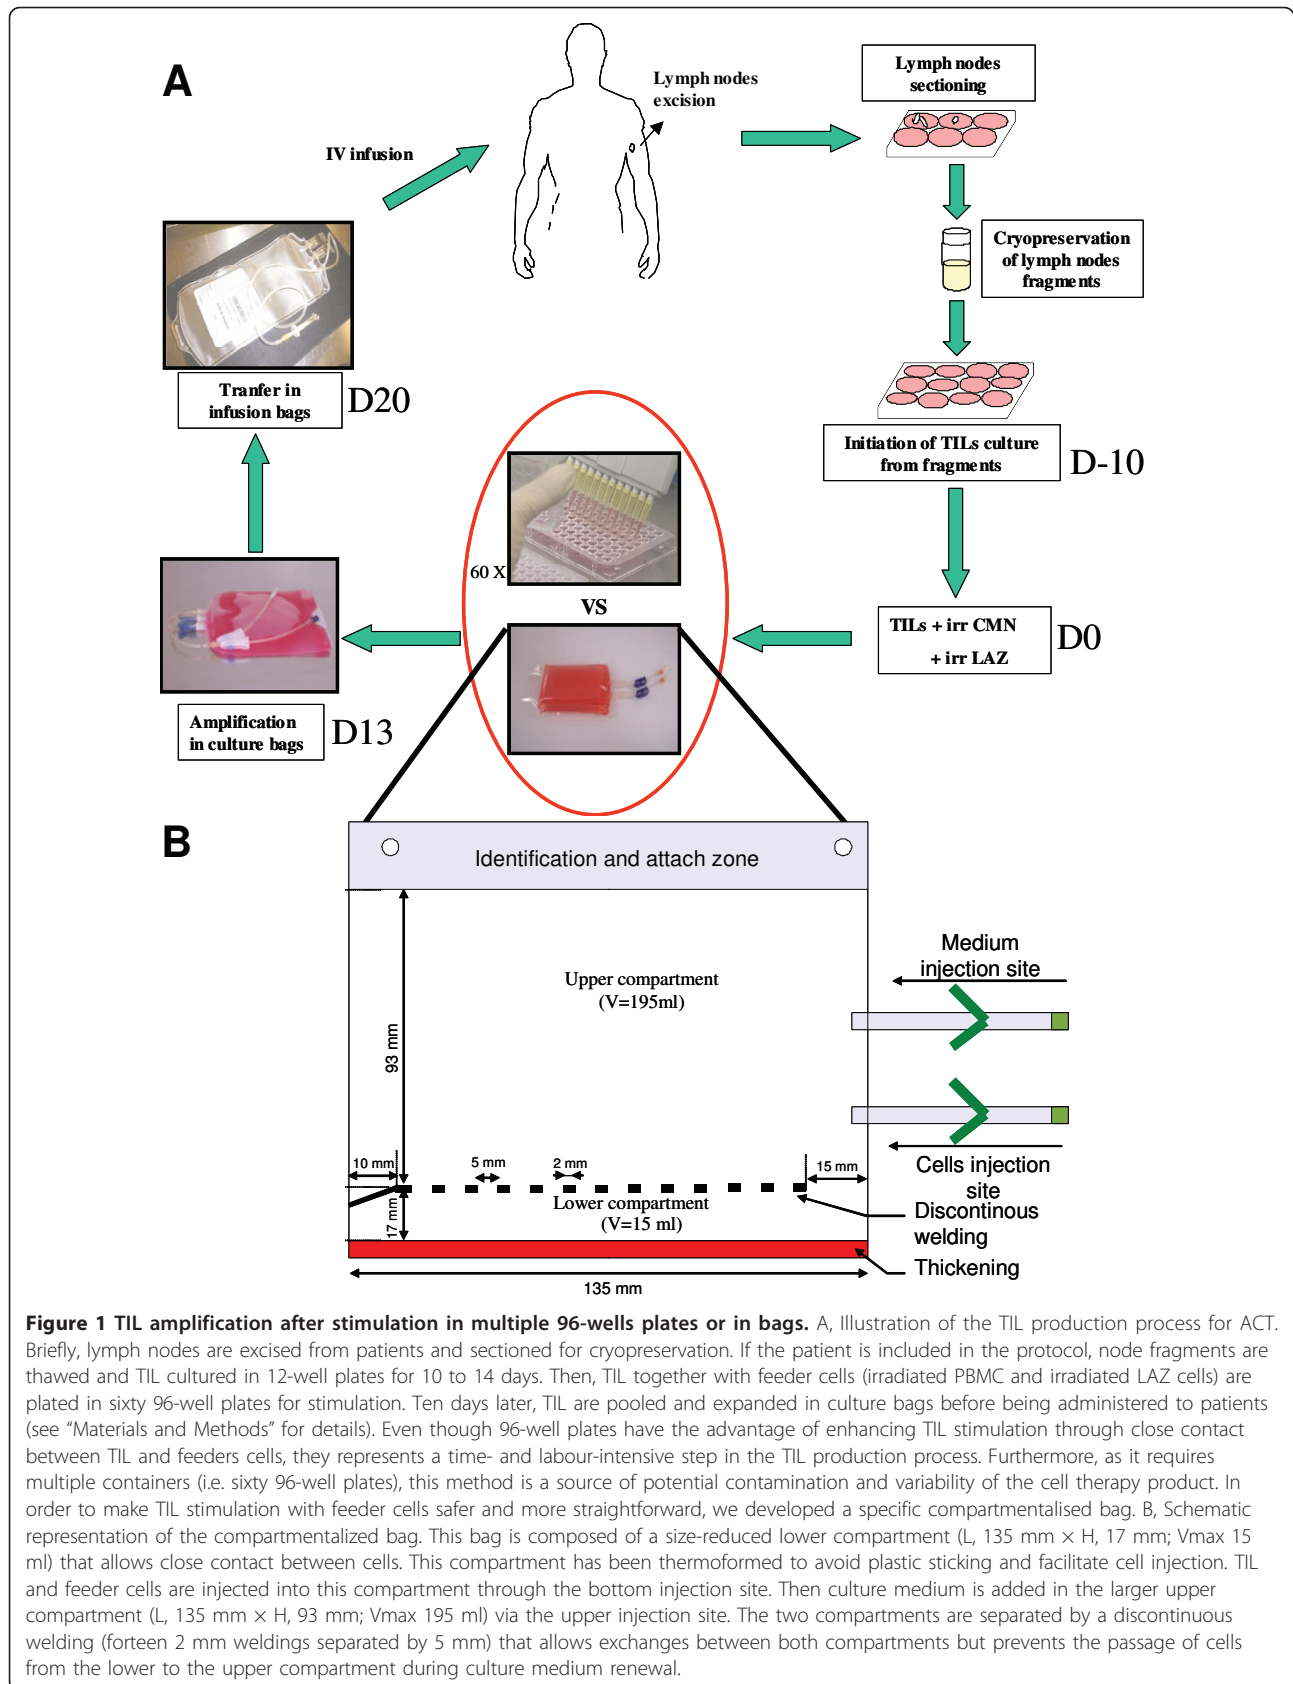 A
Lymph nodes
excision
Lymph nodes
sectioning
IV infusion
Cryopreservation
of lymph nodes
fragments
Tranfer in
infusion bags
D20
Initiation of TILs culture
from fragments
D-10
60 X
VS
TILs + irr CMN
+ irr LAZ
D0
Amplification
in culture bags
D13
B
Identification and attach zone
Medium
injection site
Upper compartment
(V=195ml)
93 mm
10 mm
5 mm
2 mm
15 mm
Cells injection
site
17 mm
Lower compartment
(V=15 ml)
Discontinous
welding
Thickening
135 mm
Figure 1 TIL amplification after stimulation in multiple 96-wells plates or in bags. A, Illustration of the TIL production process for ACT.
Briefly, lymph nodes are excised from patients and sectioned for cryopreservation. If the patient is included in the protocol, node fragments are
thawed and TIL cultured in 12-well plates for 10 to 14 days. Then, TIL together with feeder cells (irradiated PBMC and irradiated LAZ cells) are
plated in sixty 96-well plates for stimulation. Ten days later, TIL are pooled and expanded in culture bags before being administered to patients
(see “Materials and Methods” for details). Even though 96-well plates have the advantage of enhancing TIL stimulation through close contact
between TIL and feeders cells, they represents a time- and labour-intensive step in the TIL production process. Furthermore, as it requires
multiple containers (i.e. sixty 96-well plates), this method is a source of potential contamination and variability of the cell therapy product. In
order to make TIL stimulation with feeder cells safer and more straightforward, we developed a specific compartmentalised bag. B, Schematic
representation of the compartmentalized bag. This bag is composed of a size-reduced lower compartment (L, 135 mm × H, 17 mm; Vmax 15
ml) that allows close contact between cells. This compartment has been thermoformed to avoid plastic sticking and facilitate cell injection. TIL
and feeder cells are injected into this compartment through the bottom injection site. Then culture medium is added in the larger upper
compartment (L, 135 mm × H, 93 mm; Vmax 195 ml) via the upper injection site. The two compartments are separated by a discontinuous
welding (forteen 2 mm weldings separated by 5 mm) that allows exchanges between both compartments but prevents the passage of cells
from the lower to the upper compartment during culture medium renewal.